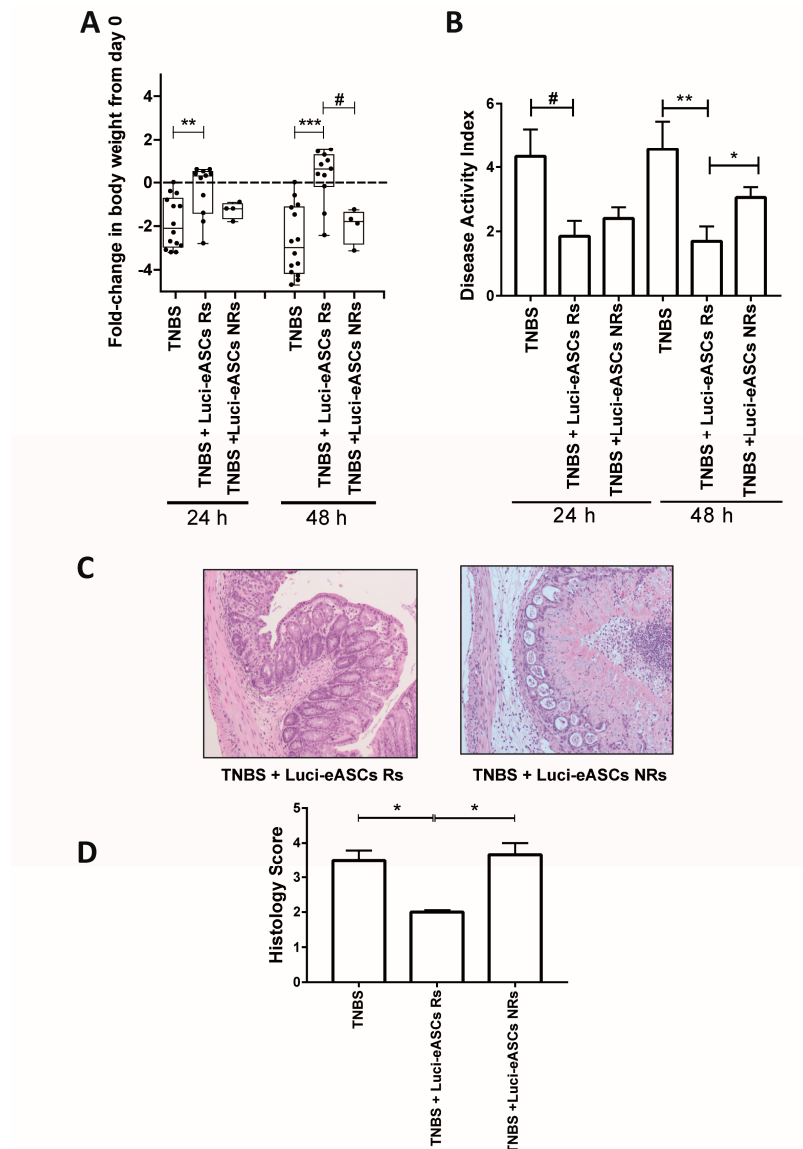 A
Fold-change in body weight from day 0
4
2
0
-2
-4
**
***
#
TNBS
TNBS + Luci-eASCs Rs
TNBS +Luci-eASCs NRs
TNBS
TNBS + Luci-eASCs Rs
TNBS +Luci-eASCs NRs
24 h
48 h
B
Disease Activity Index
6
4
2
0
#
**
*
TNBS
TNBS + Luci-eASCs Rs
TNBS +Luci-eASCs NRs
TNBS
TNBS + Luci-eASCs Rs
TNBS +Luci-eASCs NRs
24 h
48 h
C
TNBS + Luci-eASCs Rs
TNBS + Luci-eASCs NRs
D
Histology Score
5
4
3
2
1
0
*
*
TNBS
TNBS + Luci-eASCs Rs
TNBS +Luci-eASCs NRs